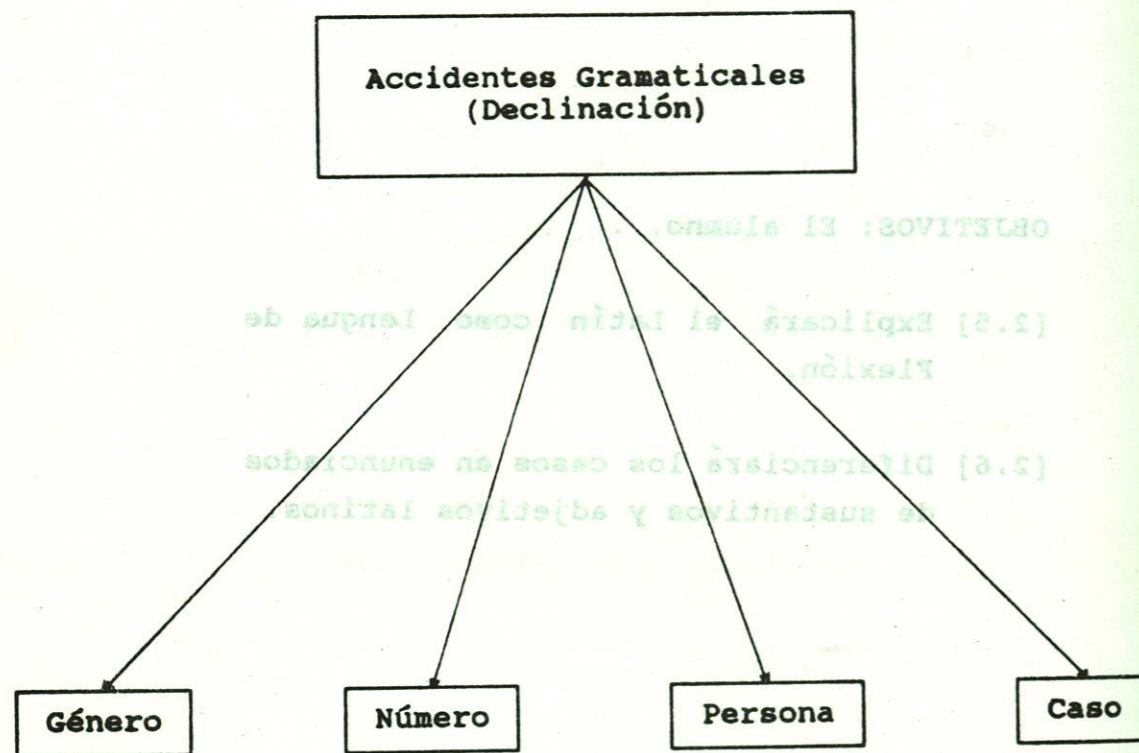 Accidentes Gramaticales
(Declinación)
OBJETIVOS: El alumno. . .
[2.5] Explicará el Latín como lengua de
Flexión.
[2.6] Diferenciará los casos en enunciados
de sustantivos y adjetivos latinos.
Género
Número
Persona
Caso